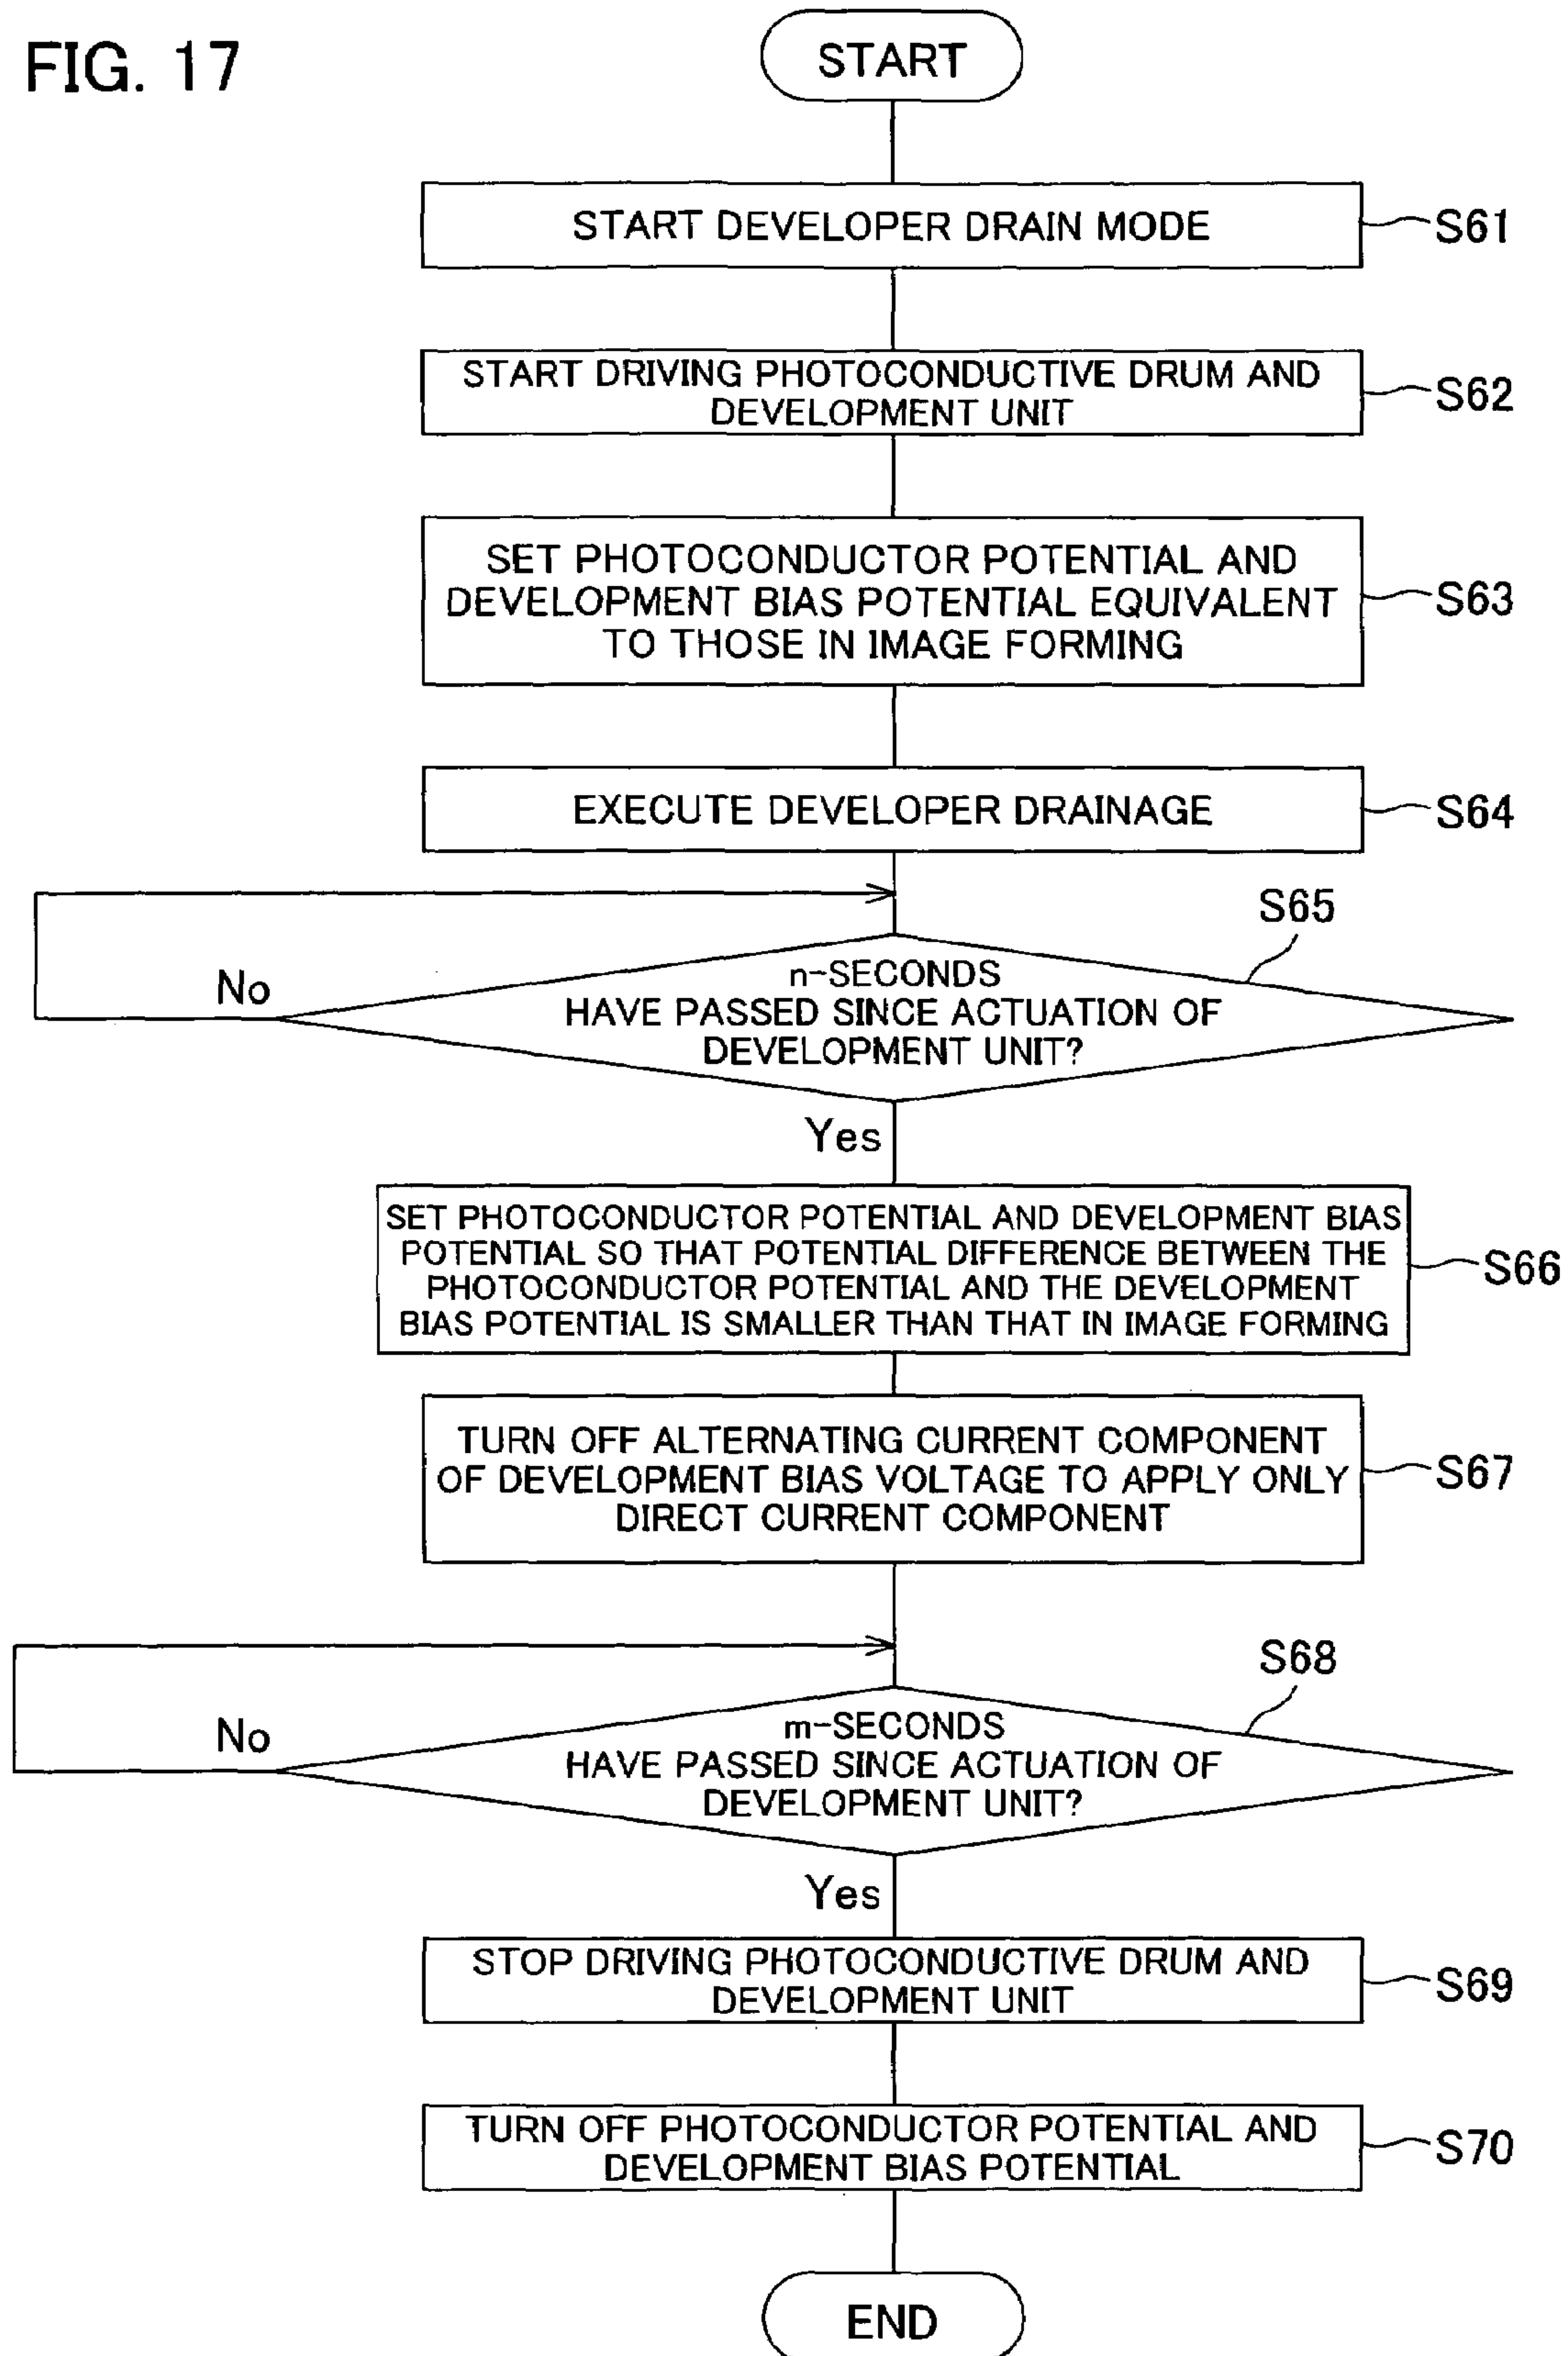 FIG. 17
START
START DEVELOPER DRAIN MODE
S61
START DRIVING PHOTOCONDUCTIVE DRUM AND
DEVELOPMENT UNIT
S62
SET PHOTOCONDUCTOR POTENTIAL AND
DEVELOPMENT BIAS POTENTIAL EQUIVALENT
TO THOSE IN IMAGE FORMING
S63
EXECUTE DEVELOPER DRAINAGE
S64
S65
No
n-SECONDS
HAVE PASSED SINCE ACTUATION OF
DEVELOPMENT UNIT?
Yes
SET PHOTOCONDUCTOR POTENTIAL AND DEVELOPMENT BIAS
POTENTIAL SO THAT POTENTIAL DIFFERENCE BETWEEN THE
PHOTOCONDUCTOR POTENTIAL AND THE DEVELOPMENT
BIAS POTENTIAL IS SMALLER THAN THAT IN IMAGE FORMING
S66
TURN OFF ALTERNATING CURRENT COMPONENT
OF DEVELOPMENT BIAS VOLTAGE TO APPLY ONLY
DIRECT CURRENT COMPONENT
S67
S68
No
m-SECONDS
HAVE PASSED SINCE ACTUATION OF
DEVELOPMENT UNIT?
Yes
STOP DRIVING PHOTOCONDUCTIVE DRUM AND
DEVELOPMENT UNIT
S69
TURN OFF PHOTOCONDUCTOR POTENTIAL AND
DEVELOPMENT BIAS POTENTIAL
S70
END